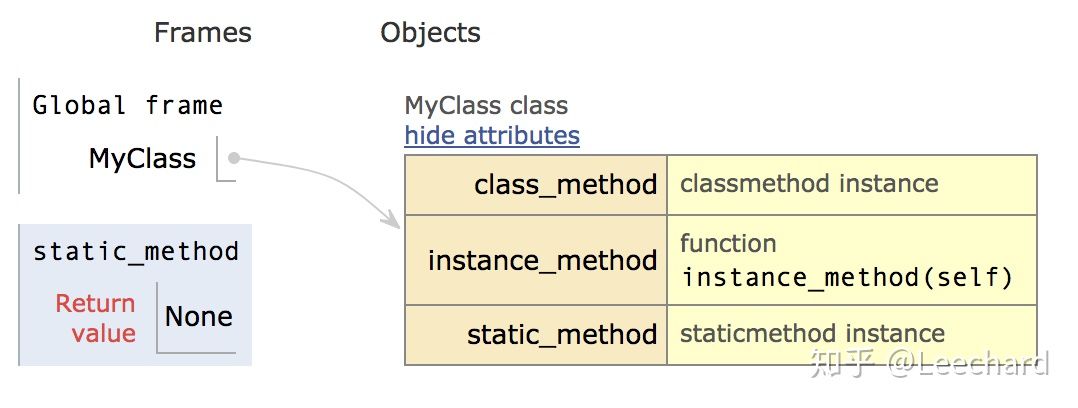 Frames
Objects
Global frame
MyClass
static_method
Return
value
None
MyClass class
hide attributes
class_method
classmethod instance
instance_method
function
instance_method(self)
static_method
staticmethod instance
知乎 @Leechard